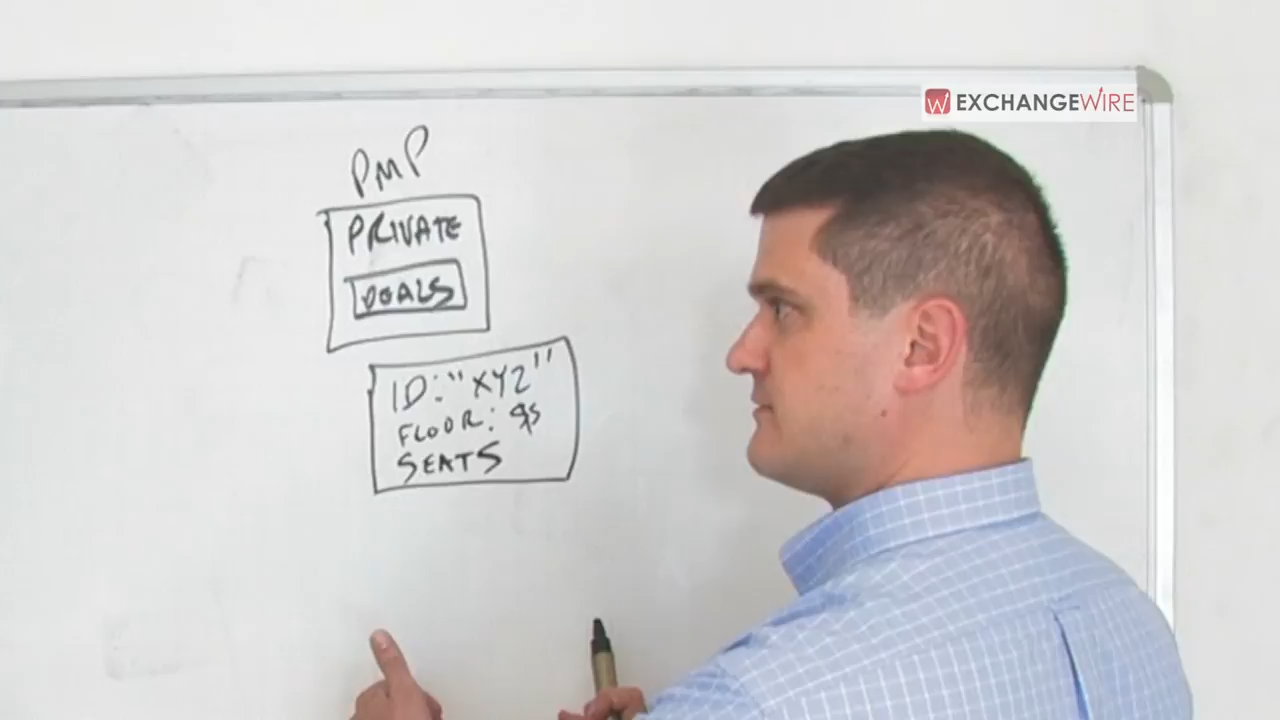 EXCHANGEWIRE
PMP
PRIVATE
DEALS
ID: "XYZ"
FLOOR: $5
SEATS